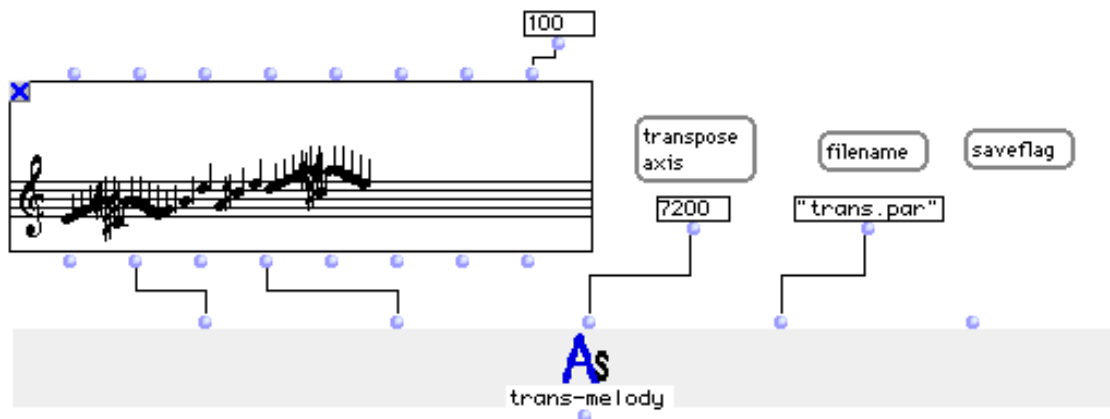 100
transpose
axis
filename
saveflag
7200
"trans.par"
As
trans-melody